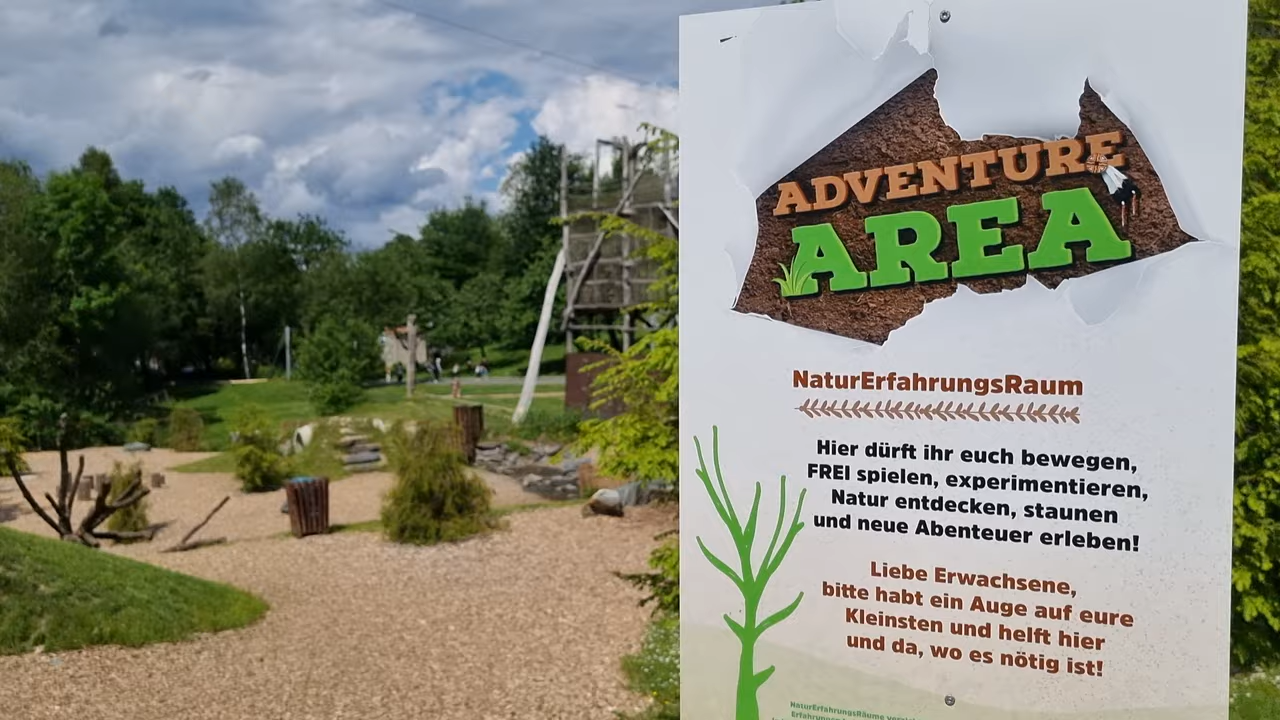 ADVENTURE
AREA
NaturErfahrungsRaum
Hier dürft ihr euch bewegen,
FREI spielen, experimentieren,
Natur entdecken, staunen
und neue Abenteuer erleben!
Liebe Erwachsene,
bitte habt ein Auge auf eure
Kleinsten und helft hier
und da, wo es nötig ist!
NaturErfahrungsRäume